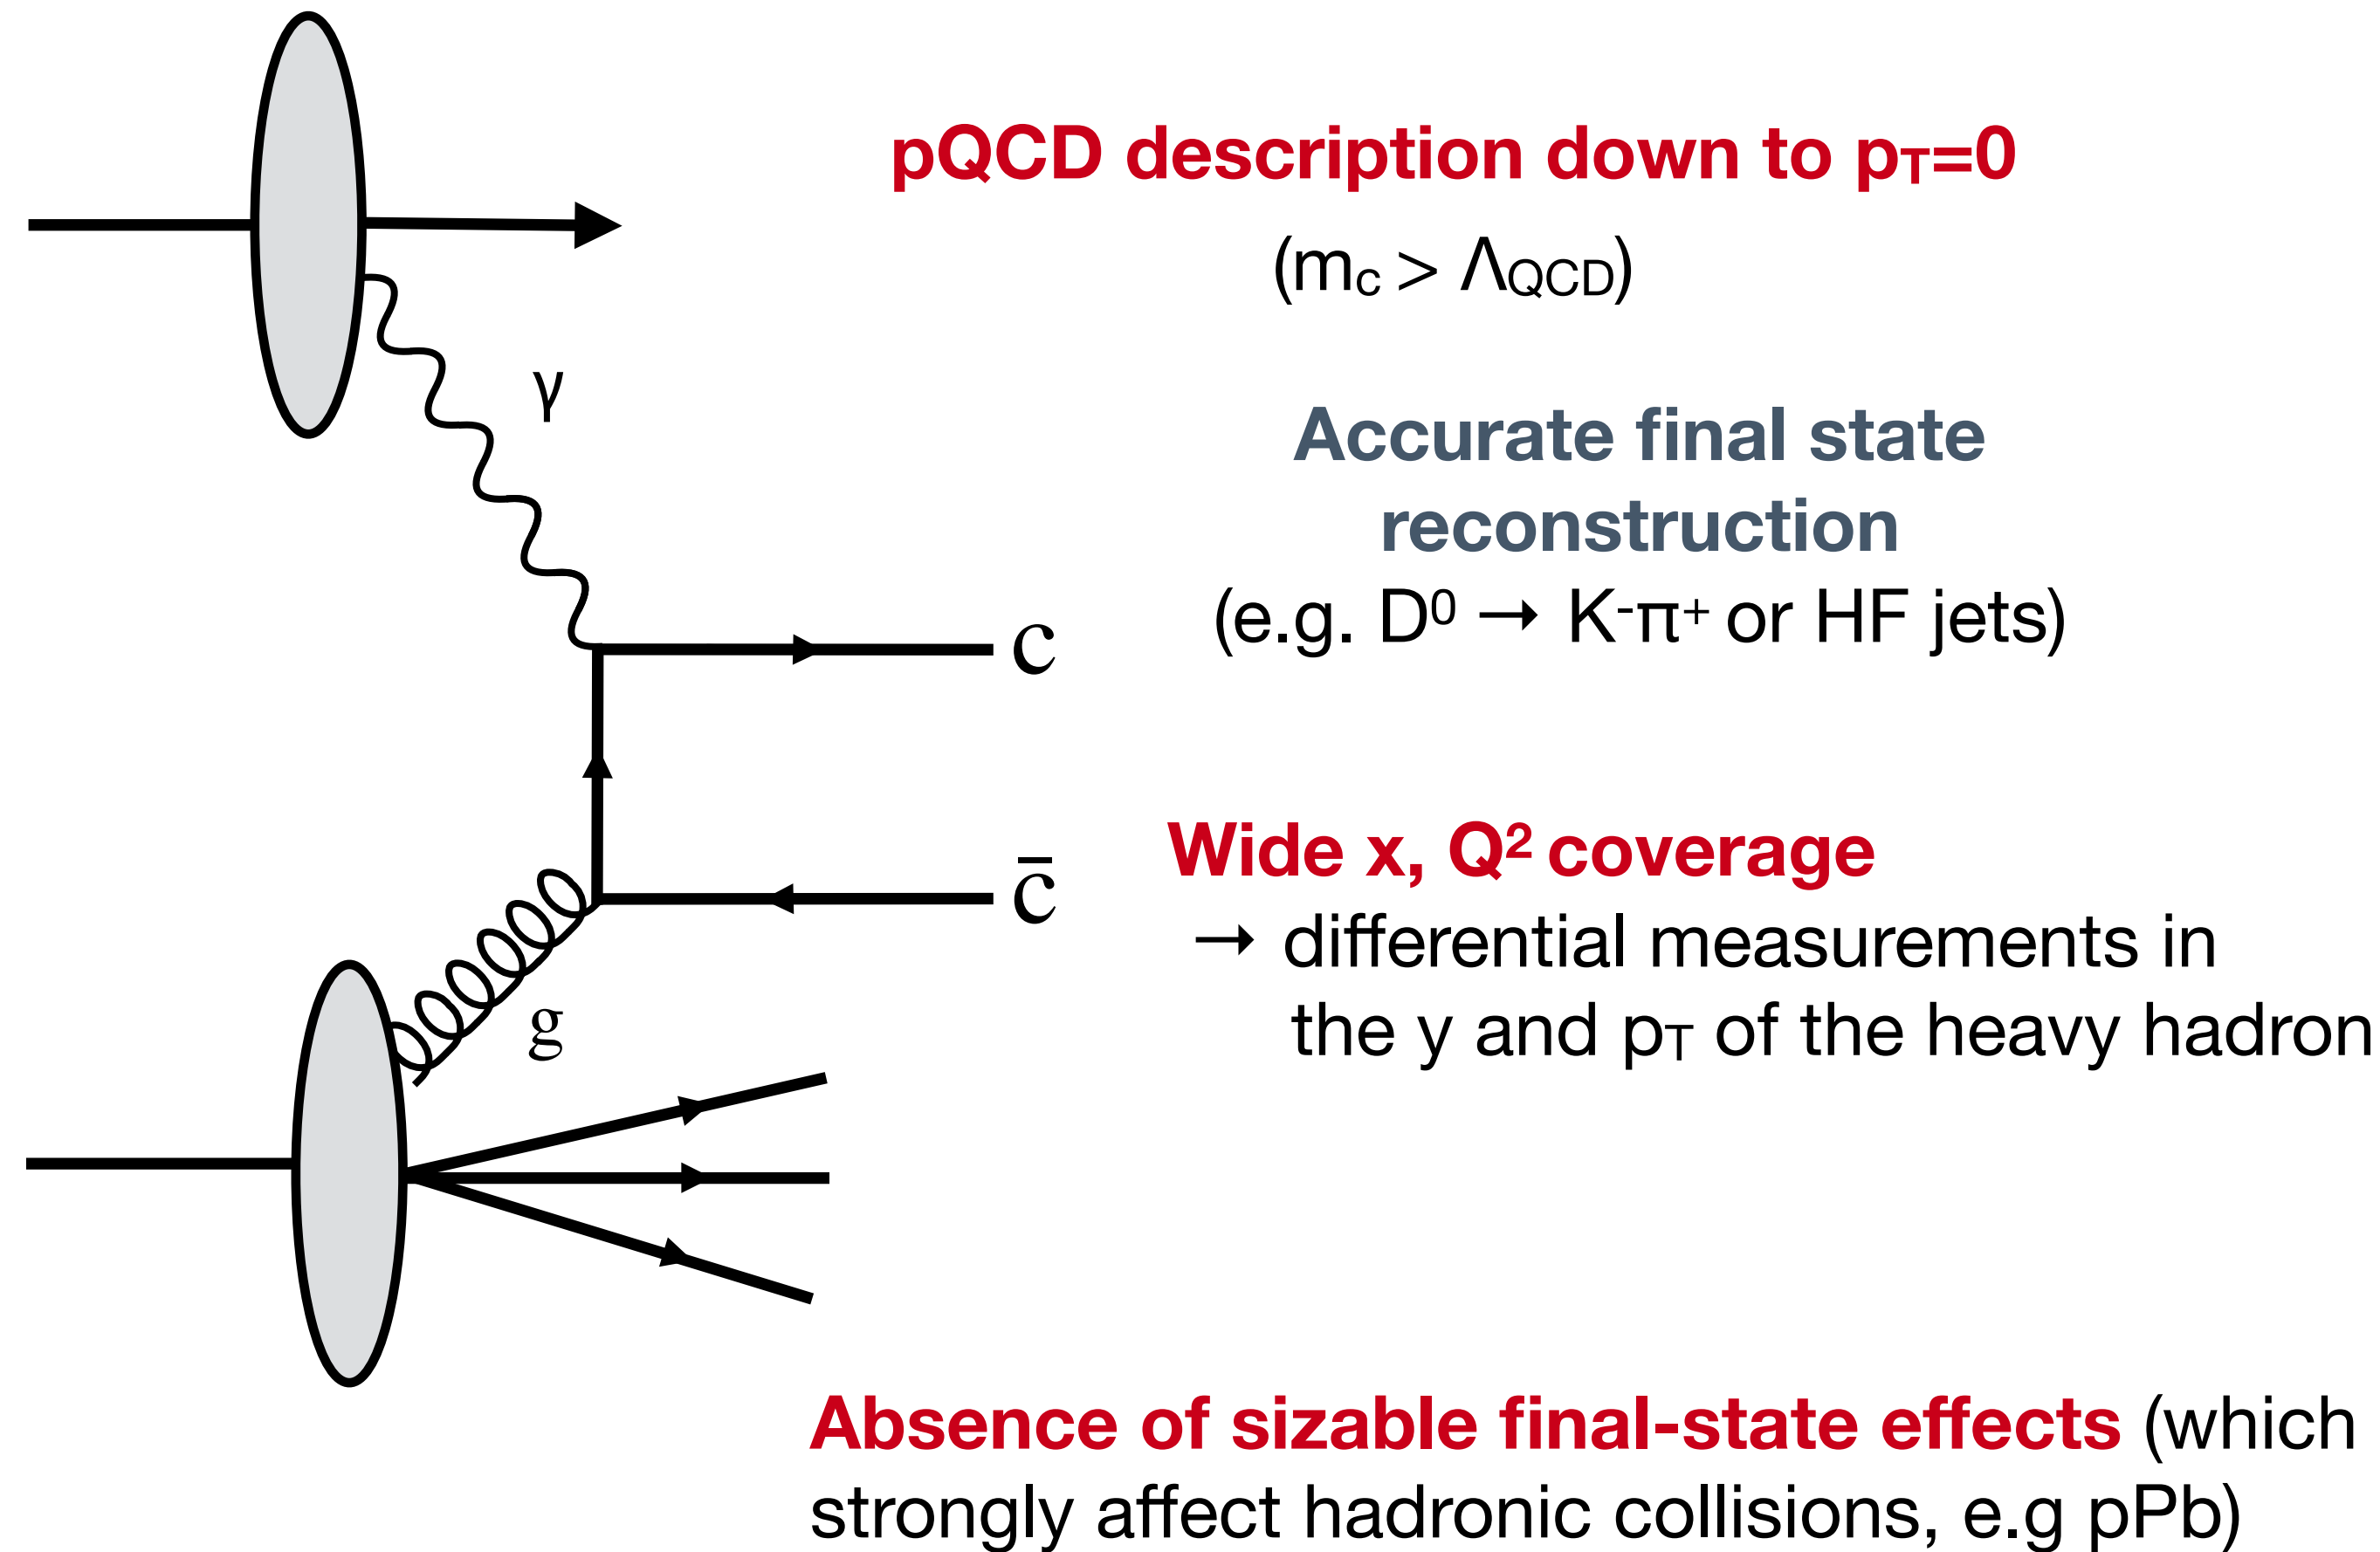 pQCD description down to pT=0
(mc > ΛQCD)
γ
Accurate final state
reconstruction
(e.g. D⁰ → K⁻π⁺ or HF jets)
c
Wide x, Q² coverage
c̄
→ differential measurements in
the y and pT of the heavy hadron
g
Absence of sizable final-state effects (which
strongly affect hadronic collisions, e.g pPb)